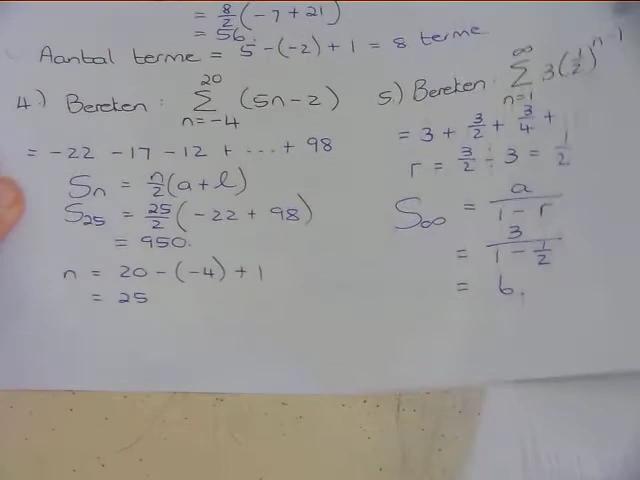 = 8/2 (-7 + 21)
= 56.
Aantal terme = 5 - (-2) + 1 = 8 terme
4.) Bereken : 20 Σ n=-4 (5n-2)
= -22 -17 -12 + ... + 98
Sn = n/2 (a + l)
S25 = 25/2 (-22 + 98)
= 950.
n = 20 - (-4) + 1
= 25
5.) Bereken : ∞ Σ n=1 3(1/2)^n-1
= 3 + 3/2 + 3/4 +
r = 3/2 ÷ 3 = 1/2
S∞ = a/1 - r
= 3/1 - 1/2
= 6.